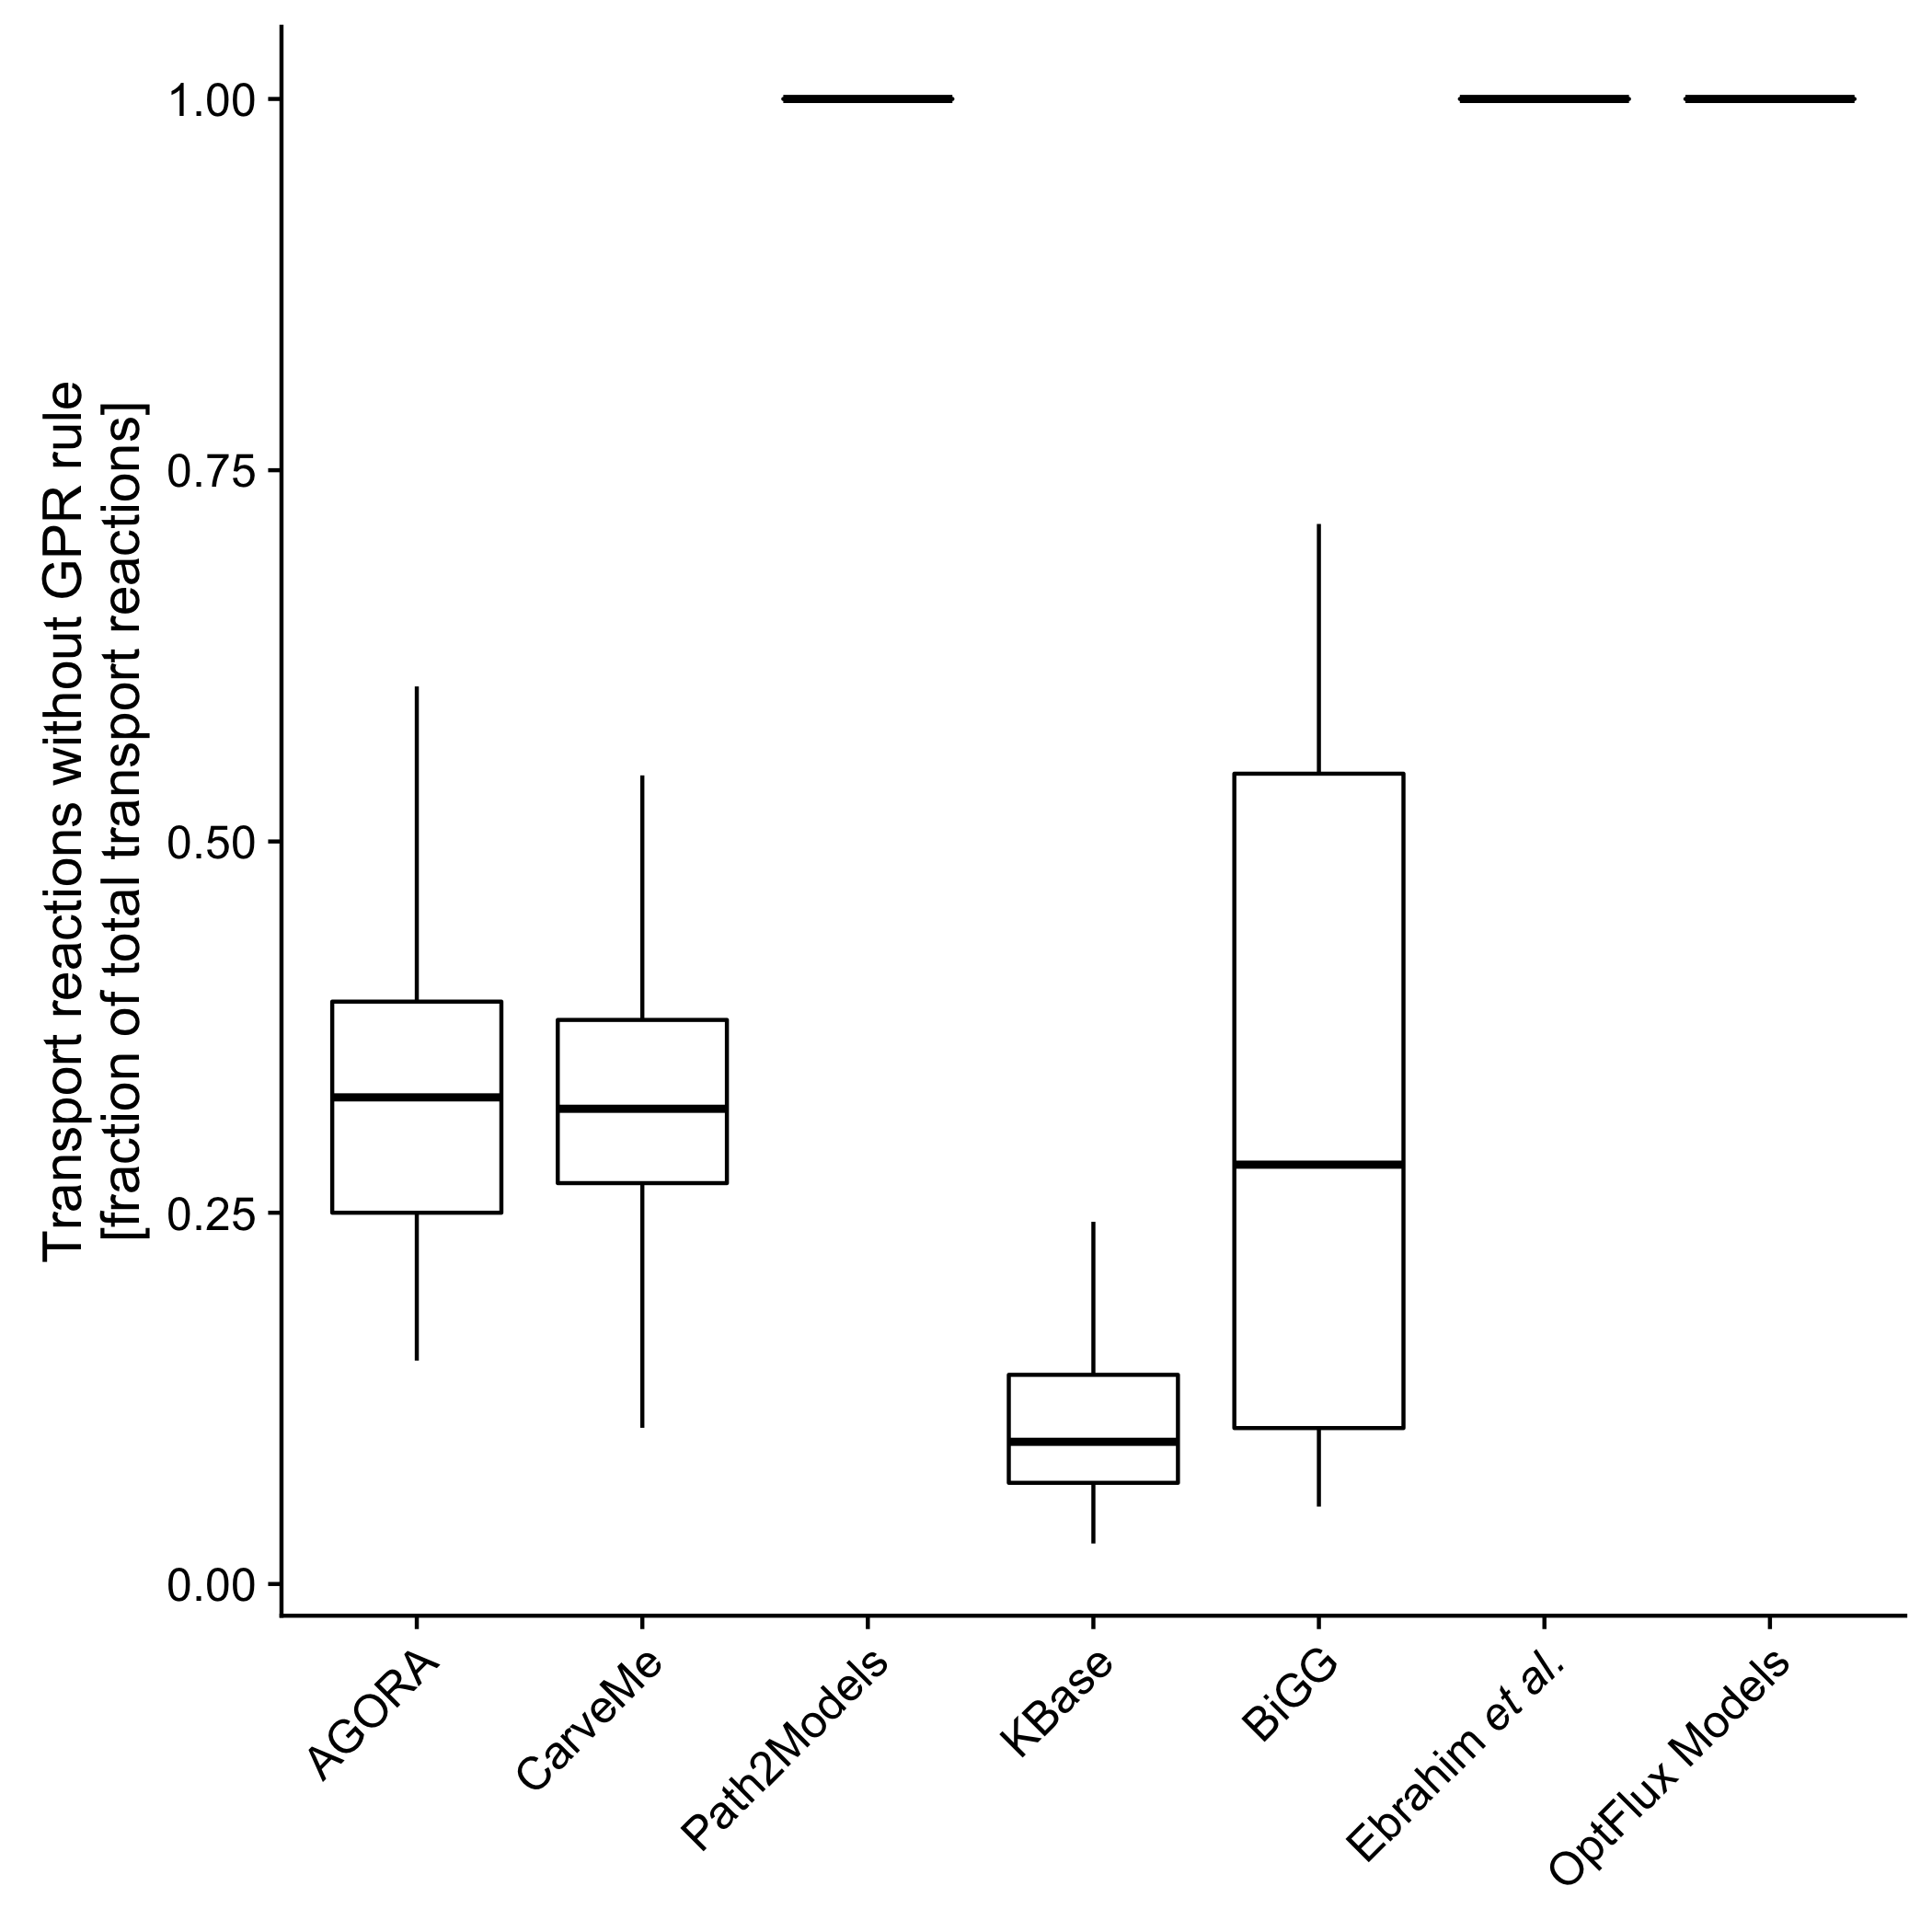 Transport reactions without GPR rule
[fraction of total transport reactions]
1.00
0.75
0.50
0.25
0.00
AGORA
CarveMe
Path2Models
KBase
BiGG
Ebrahim et al.
OptFlux Models